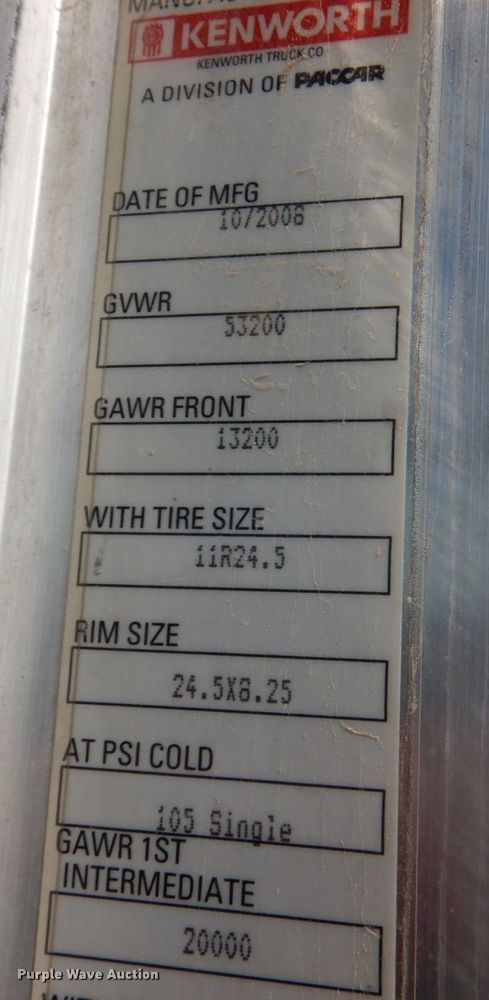 KENWORTH
KENWORTH TRUCK CO
A DIVISION OF PACCAR
DATE OF MFG
10/2008
GVWR
53200
GAWR FRONT
13200
WITH TIRE SIZE
11R24.5
RIM SIZE
24.5X8.25
AT PSI COLD
105 Single
GAWR 1ST
INTERMEDIATE
20000
Purple Wave Auction